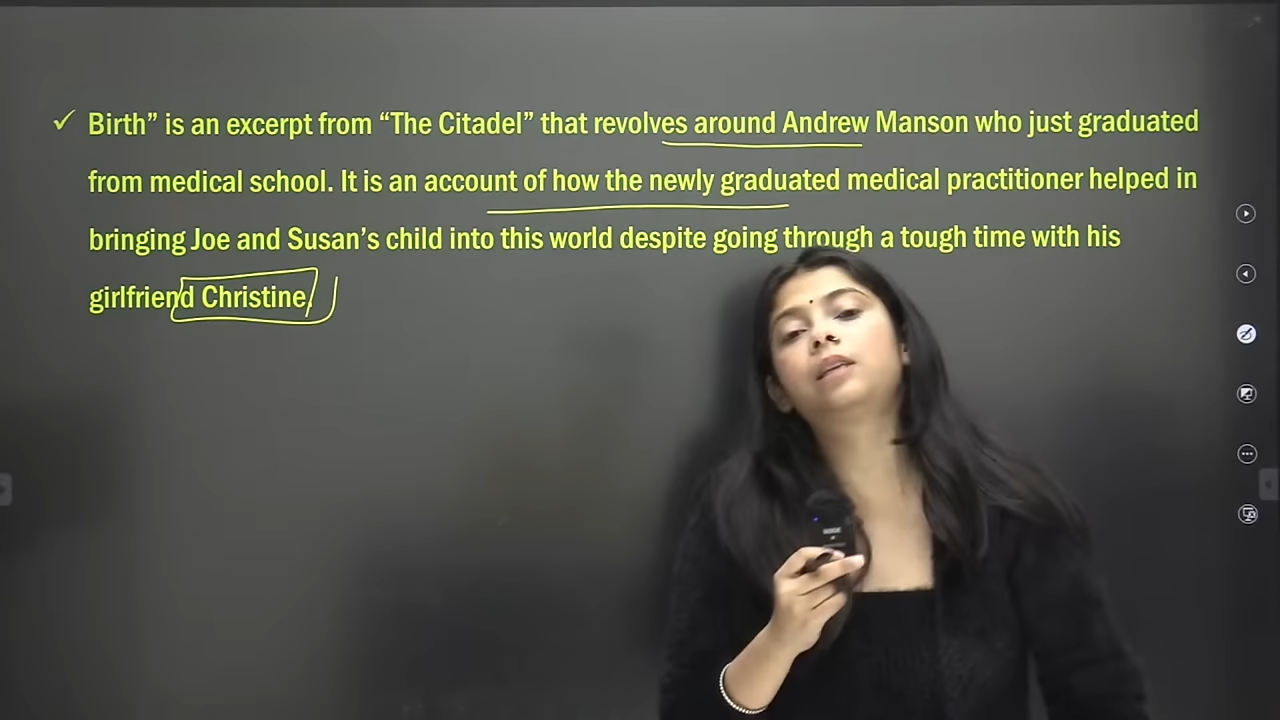 ✓ Birth” is an excerpt from “The Citadel” that revolves around Andrew Manson who just graduated
from medical school. It is an account of how the newly graduated medical practitioner helped in
bringing Joe and Susan’s child into this world despite going through a tough time with his
girlfriend Christine.